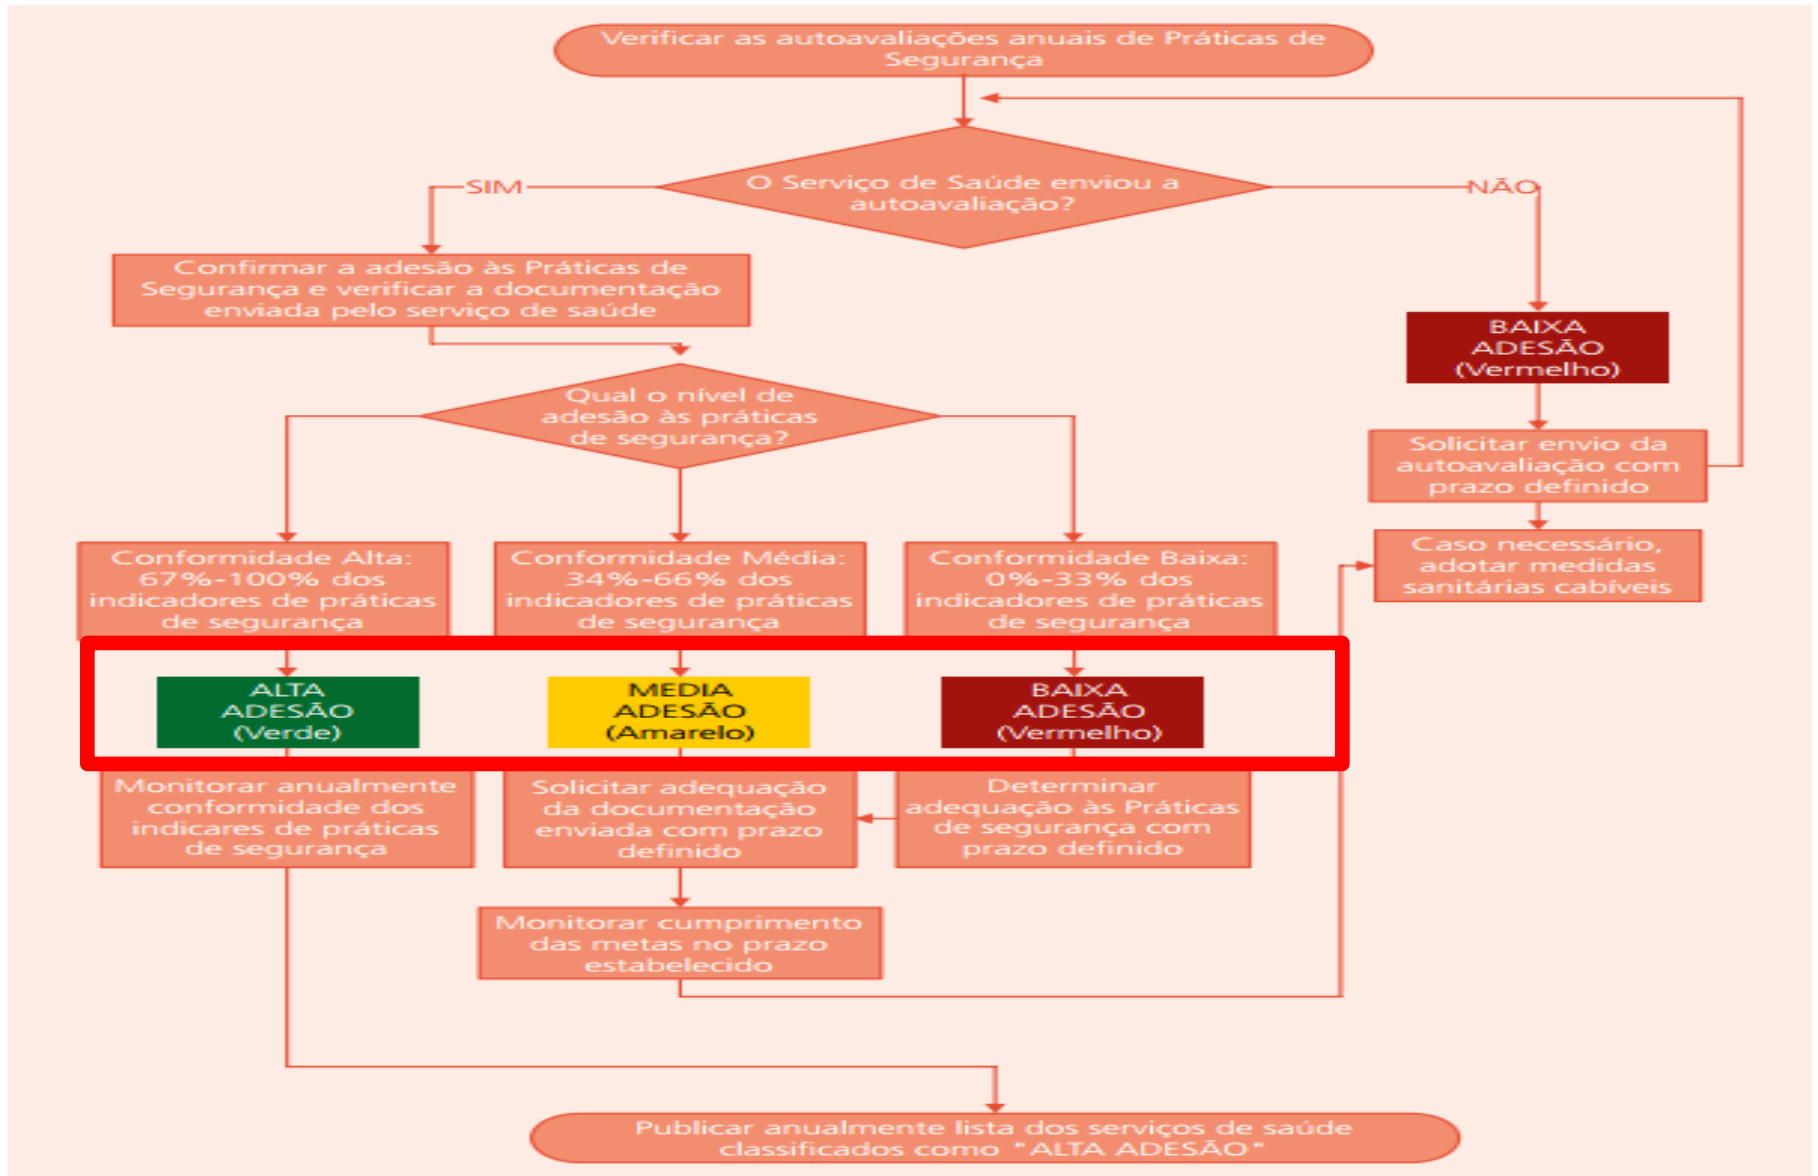 Verificar as autoavaliações anuais de Práticas de
Segurança
O Serviço de Saúde enviou a
autoavaliação?
SIM
NÃO
Confirmar a adesão às Práticas de
Segurança e verificar a documentação
enviada pelo serviço de saúde
BAIXA
ADESÃO
(Vermelho)
Qual o nível de
adesão às práticas
de segurança?
Solicitar envio da
autoavaliação com
prazo definido
Caso necessário,
adotar medidas
sanitárias cabíveis
Conformidade Alta:
67%-100% dos
indicadores de práticas
de segurança
Conformidade Média:
34%-66% dos
indicadores de práticas
de segurança
Conformidade Baixa:
0%-33% dos
indicadores de práticas
de segurança
ALTA
ADESÃO
(Verde)
MEDIA
ADESÃO
(Amarelo)
BAIXA
ADESÃO
(Vermelho)
Monitorar anualmente
conformidade dos
indicares de práticas
de segurança
Solicitar adequação
da documentação
enviada com prazo
definido
Determinar
adequação às Práticas
de segurança com
prazo definido
Monitorar cumprimento
das metas no prazo
estabelecido
Publicar anualmente lista dos serviços de saúde
classificados como "ALTA ADESÃO"